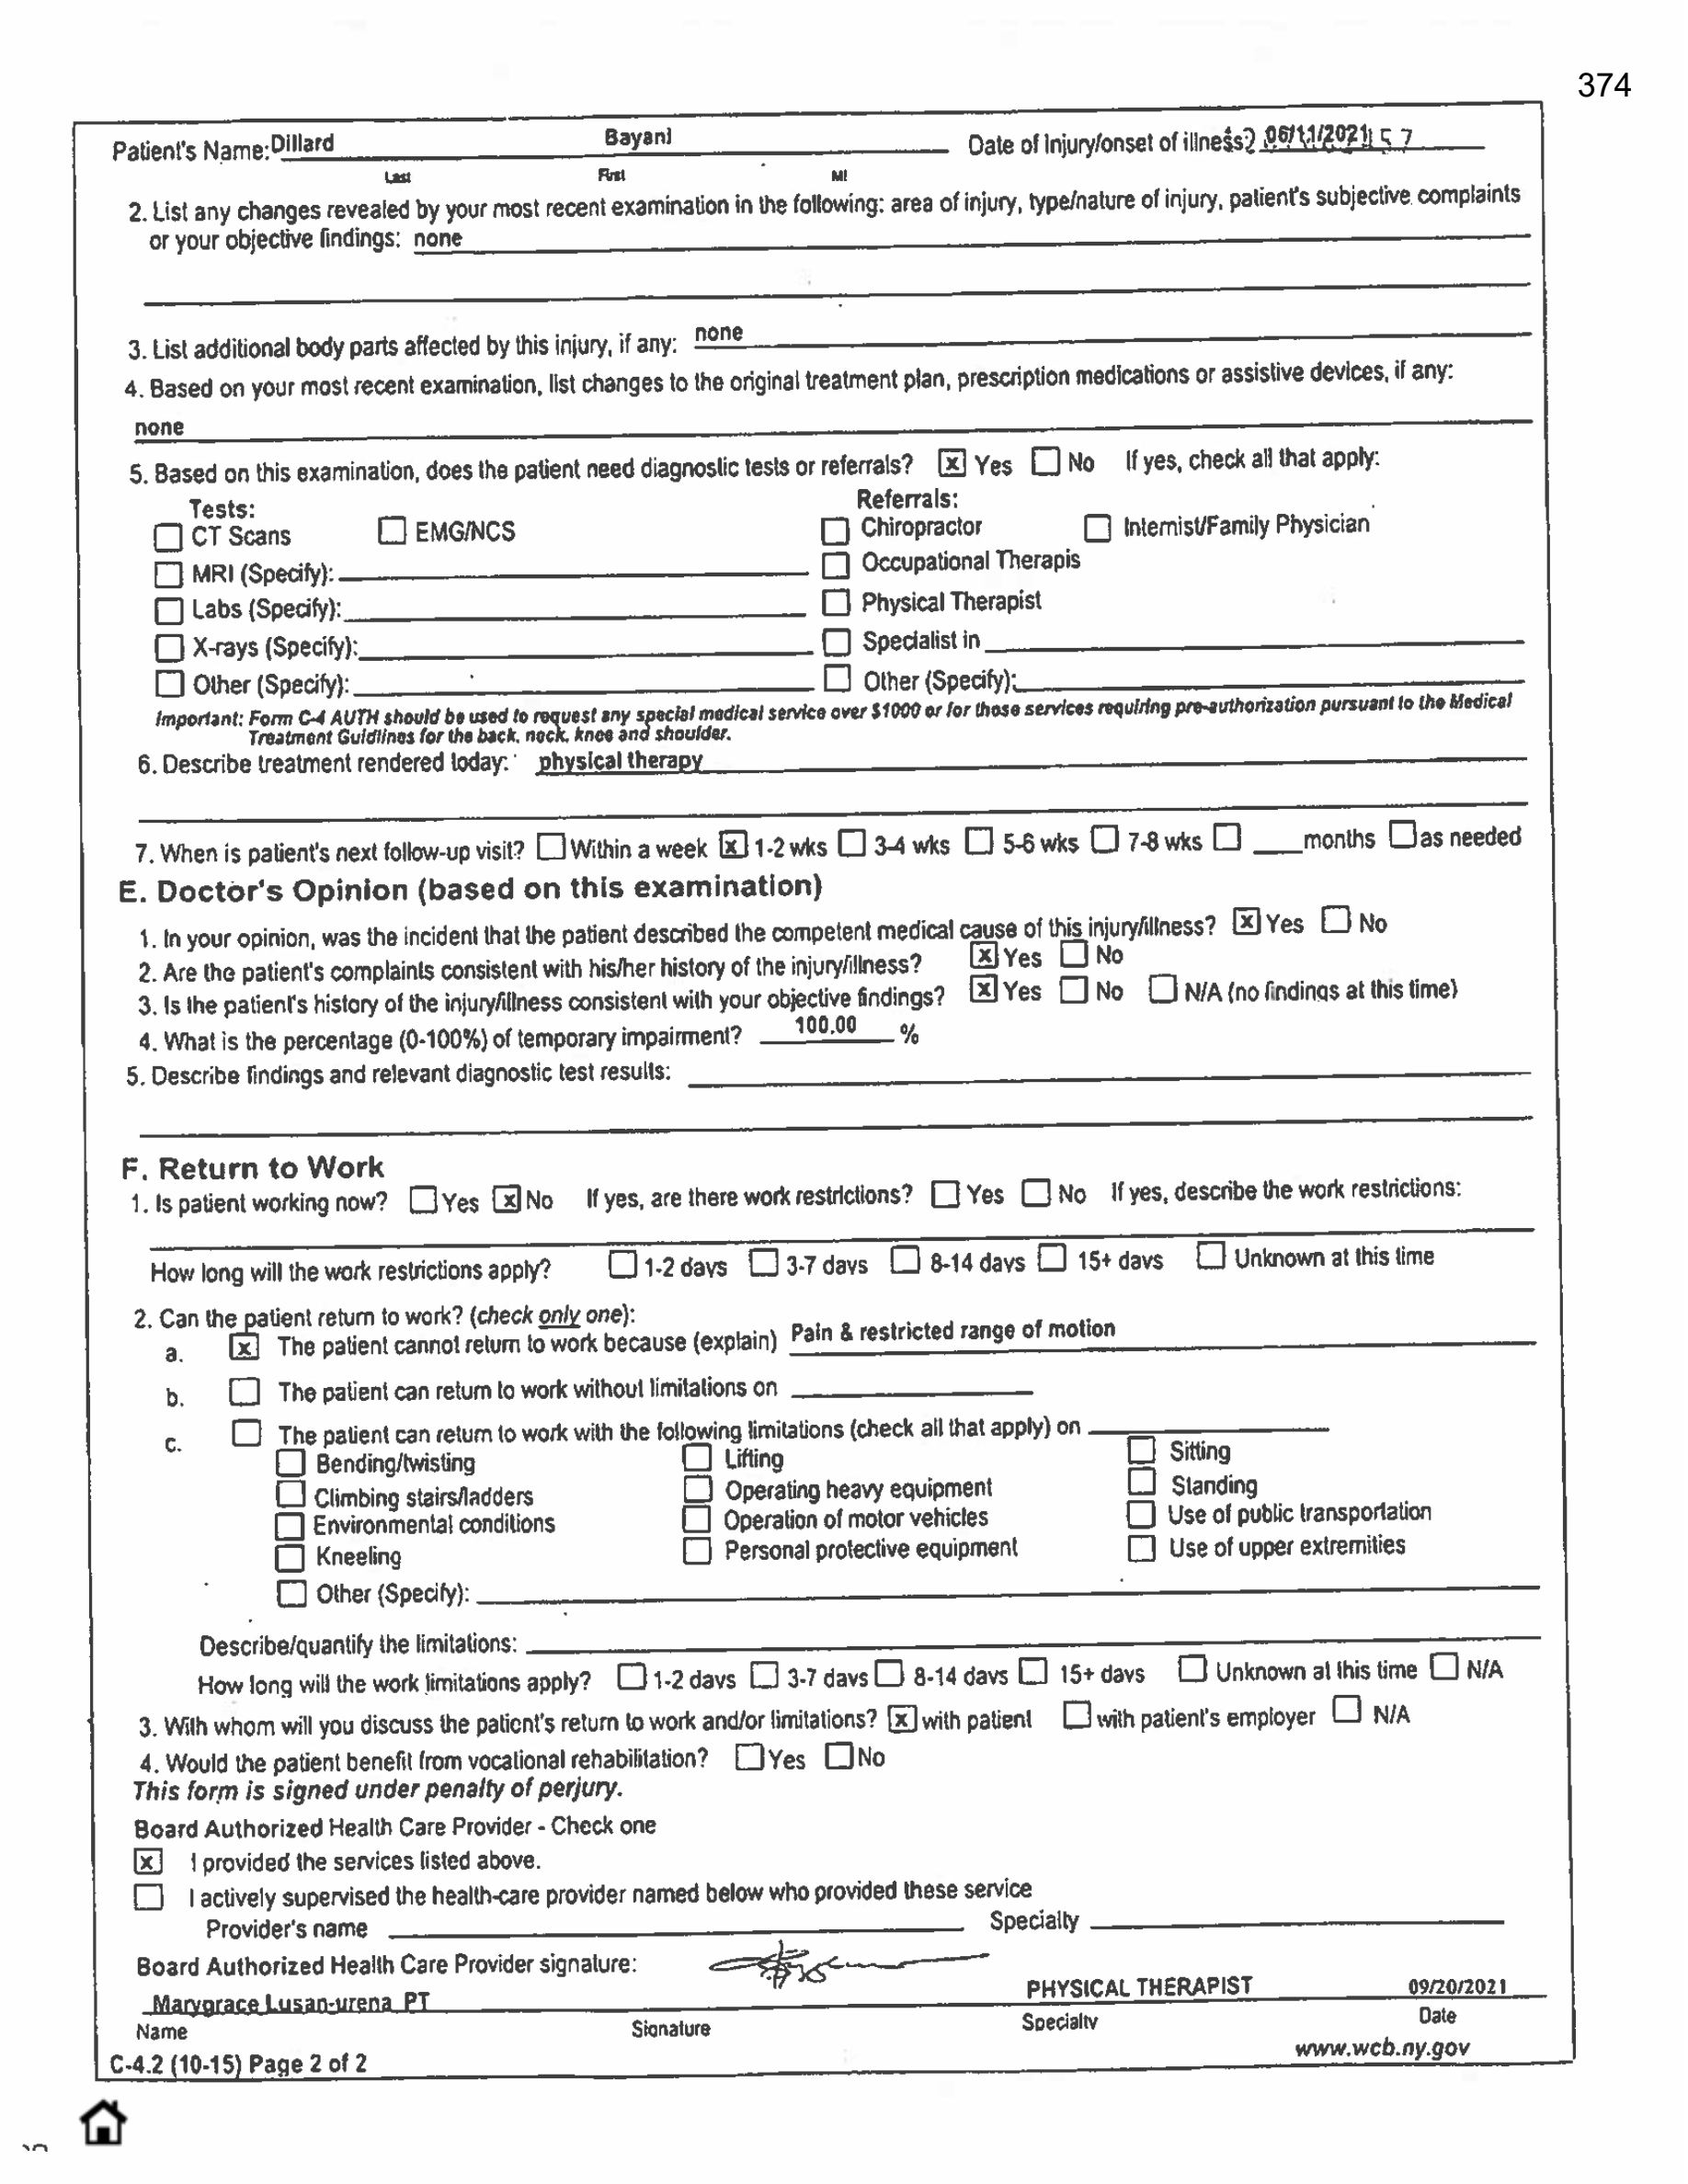 374
Patient's Name: Dillard Bayani Date of Injury/onset of illness? 06/11/2021 1 5 7
Last First MI
2. List any changes revealed by your most recent examination in the following: area of injury, type/nature of injury, patient's subjective complaints
or your objective findings: none
3. List additional body parts affected by this injury, if any: none
4. Based on your most recent examination, list changes to the original treatment plan, prescription medications or assistive devices, if any:
none
5. Based on this examination, does the patient need diagnostic tests or referrals? ☒ Yes ☐ No If yes, check all that apply:
Tests: Referrals:
☐ CT Scans ☐ EMG/NCS ☐ Chiropractor ☐ Internist/Family Physician
☐ MRI (Specify): ☐ Occupational Therapis
☐ Labs (Specify): ☐ Physical Therapist
☐ X-rays (Specify): ☐ Specialist in
☐ Other (Specify): ☐ Other (Specify):
Important: Form C-4 AUTH should be used to request any special medical service over $1000 or for those services requiring pre-authorization pursuant to the Medical
Treatment Guidlines for the back, neck, knee and shoulder.
6. Describe treatment rendered today: physical therapy
7. When is patient's next follow-up visit? ☐ Within a week ☒ 1-2 wks ☐ 3-4 wks ☐ 5-6 wks ☐ 7-8 wks ☐ ____months ☐ as needed
E. Doctor's Opinion (based on this examination)
1. In your opinion, was the incident that the patient described the competent medical cause of this injury/illness? ☒ Yes ☐ No
2. Are the patient's complaints consistent with his/her history of the injury/illness? ☒ Yes ☐ No
3. Is the patient's history of the injury/illness consistent with your objective findings? ☒ Yes ☐ No ☐ N/A (no findings at this time)
4. What is the percentage (0-100%) of temporary impairment? 100.00 %
5. Describe findings and relevant diagnostic test results:
F. Return to Work
1. Is patient working now? ☐ Yes ☒ No If yes, are there work restrictions? ☐ Yes ☐ No If yes, describe the work restrictions:
How long will the work restrictions apply? ☐ 1-2 days ☐ 3-7 days ☐ 8-14 days ☐ 15+ days ☐ Unknown at this time
2. Can the patient return to work? (check only one):
a. ☒ The patient cannot return to work because (explain) Pain & restricted range of motion
b. ☐ The patient can return to work without limitations on
c. ☐ The patient can return to work with the following limitations (check all that apply) on
☐ Bending/twisting ☐ Lifting ☐ Sitting
☐ Climbing stairs/ladders ☐ Operating heavy equipment ☐ Standing
☐ Environmental conditions ☐ Operation of motor vehicles ☐ Use of public transportation
☐ Kneeling ☐ Personal protective equipment ☐ Use of upper extremities
☐ Other (Specify):
Describe/quantify the limitations:
How long will the work limitations apply? ☐ 1-2 days ☐ 3-7 days ☐ 8-14 days ☐ 15+ days ☐ Unknown at this time ☐ N/A
3. With whom will you discuss the patient's return to work and/or limitations? ☒ with patient ☐ with patient's employer ☐ N/A
4. Would the patient benefit from vocational rehabilitation? ☐ Yes ☐ No
This form is signed under penalty of perjury.
Board Authorized Health Care Provider - Check one
☒ I provided the services listed above.
☐ I actively supervised the health-care provider named below who provided these service
Provider's name Specialty
Board Authorized Health Care Provider signature:
Marygrace Lusan-urena PT PHYSICAL THERAPIST 09/20/2021
Name Signature Specialty Date
www.wcb.ny.gov
C-4.2 (10-15) Page 2 of 2